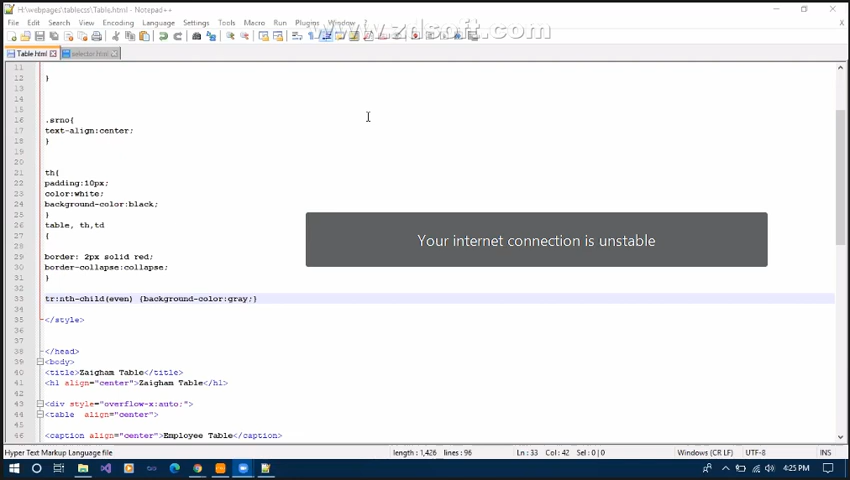 H:\webpages\tablecss\Table.html - Notepad++
File Edit Search View Encoding Language Settings Tools Macro Run Plugins Window
www.zdsoft.com
Table.html selector.html
11
12 }
13
14
15
16 .srno{
17 text-align:center;
18 }
19
20
21 th{
22 padding:10px;
23 color:white;
24 background-color:black;
25 }
26 table, th,td
27 {
28
29 border: 2px solid red;
30 border-collapse:collapse;
31 }
32
33 tr:nth-child(even) {background-color:gray;}
34
35 </style>
36
37
38 </head>
39 <body>
40 <title>Zaigham Table</title>
41 <h1 align="center">Zaigham Table</h1>
42
43 <div style="overflow-x:auto;">
44 <table  align="center">
45
46 <caption align="center">Employee Table</caption>
Your internet connection is unstable
Hyper Text Markup Language file length : 1,426 lines : 96 Ln : 33 Col : 42 Sel : 0 | 0 Windows (CR LF) UTF-8 INS
4:25 PM